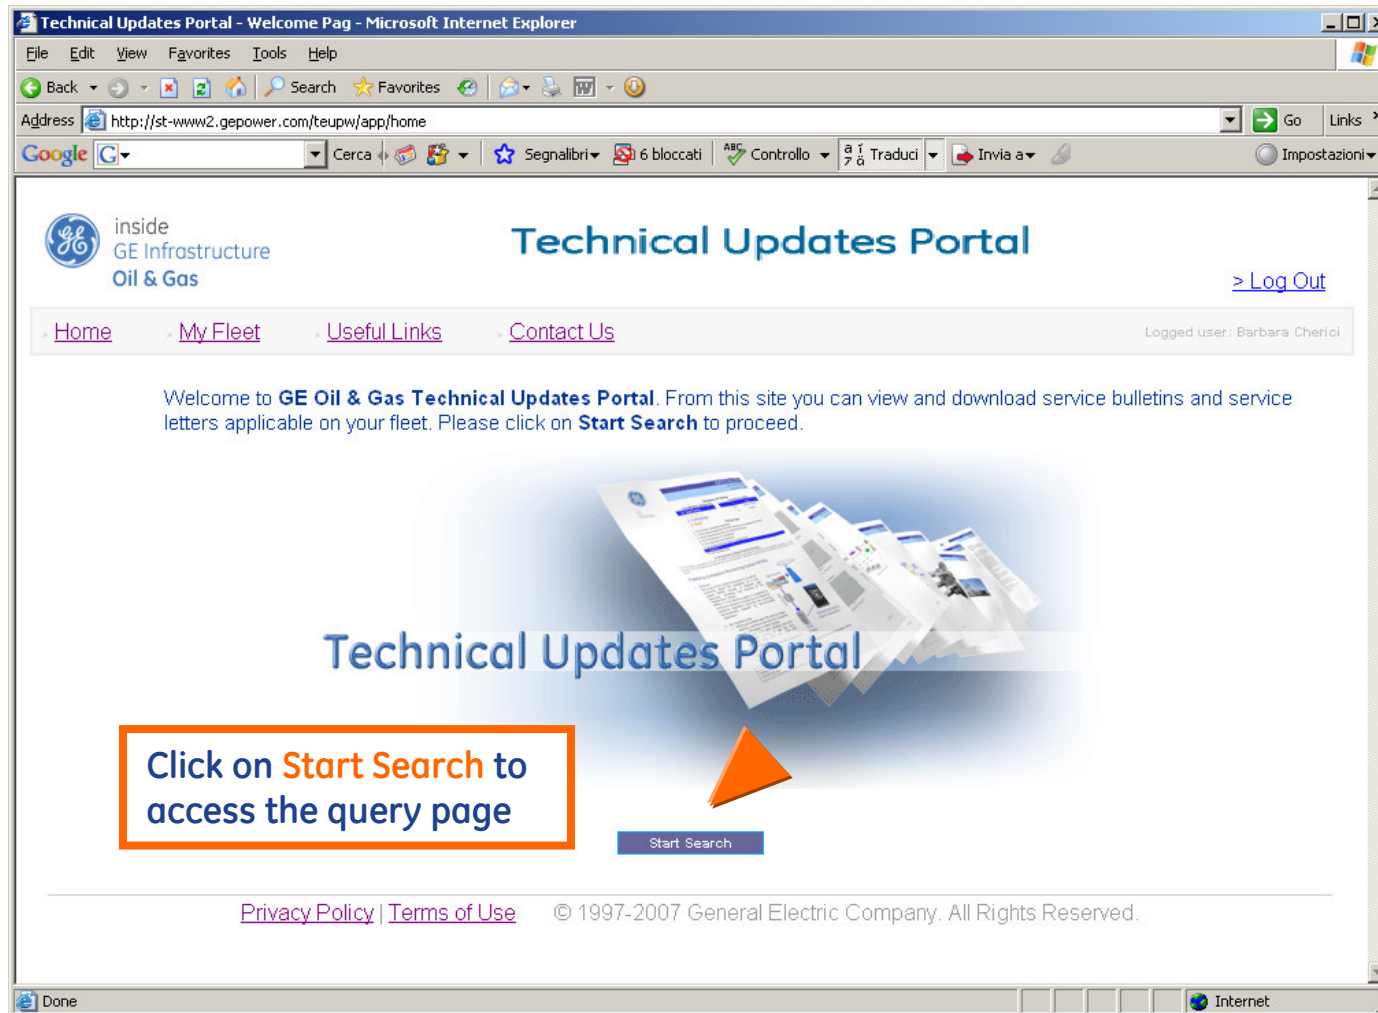 Technical Updates Portal - Welcome Pag - Microsoft Internet Explorer
File Edit View Favorites Tools Help
Back Search Favorites
Address http://st-www2.gepower.com/teupw/app/home Go Links
Google G Cerca Segnalibri 6 bloccati Controllo Traduci Invia a Impostazioni
inside
GE Infrastructure
Oil & Gas
Technical Updates Portal
> Log Out
Home My Fleet Useful Links Contact Us Logged user: Barbara Cherici
Welcome to GE Oil & Gas Technical Updates Portal. From this site you can view and download service bulletins and service
letters applicable on your fleet. Please click on Start Search to proceed.
Technical Updates Portal
Click on Start Search to
access the query page
Start Search
Privacy Policy | Terms of Use © 1997-2007 General Electric Company. All Rights Reserved.
Done Internet